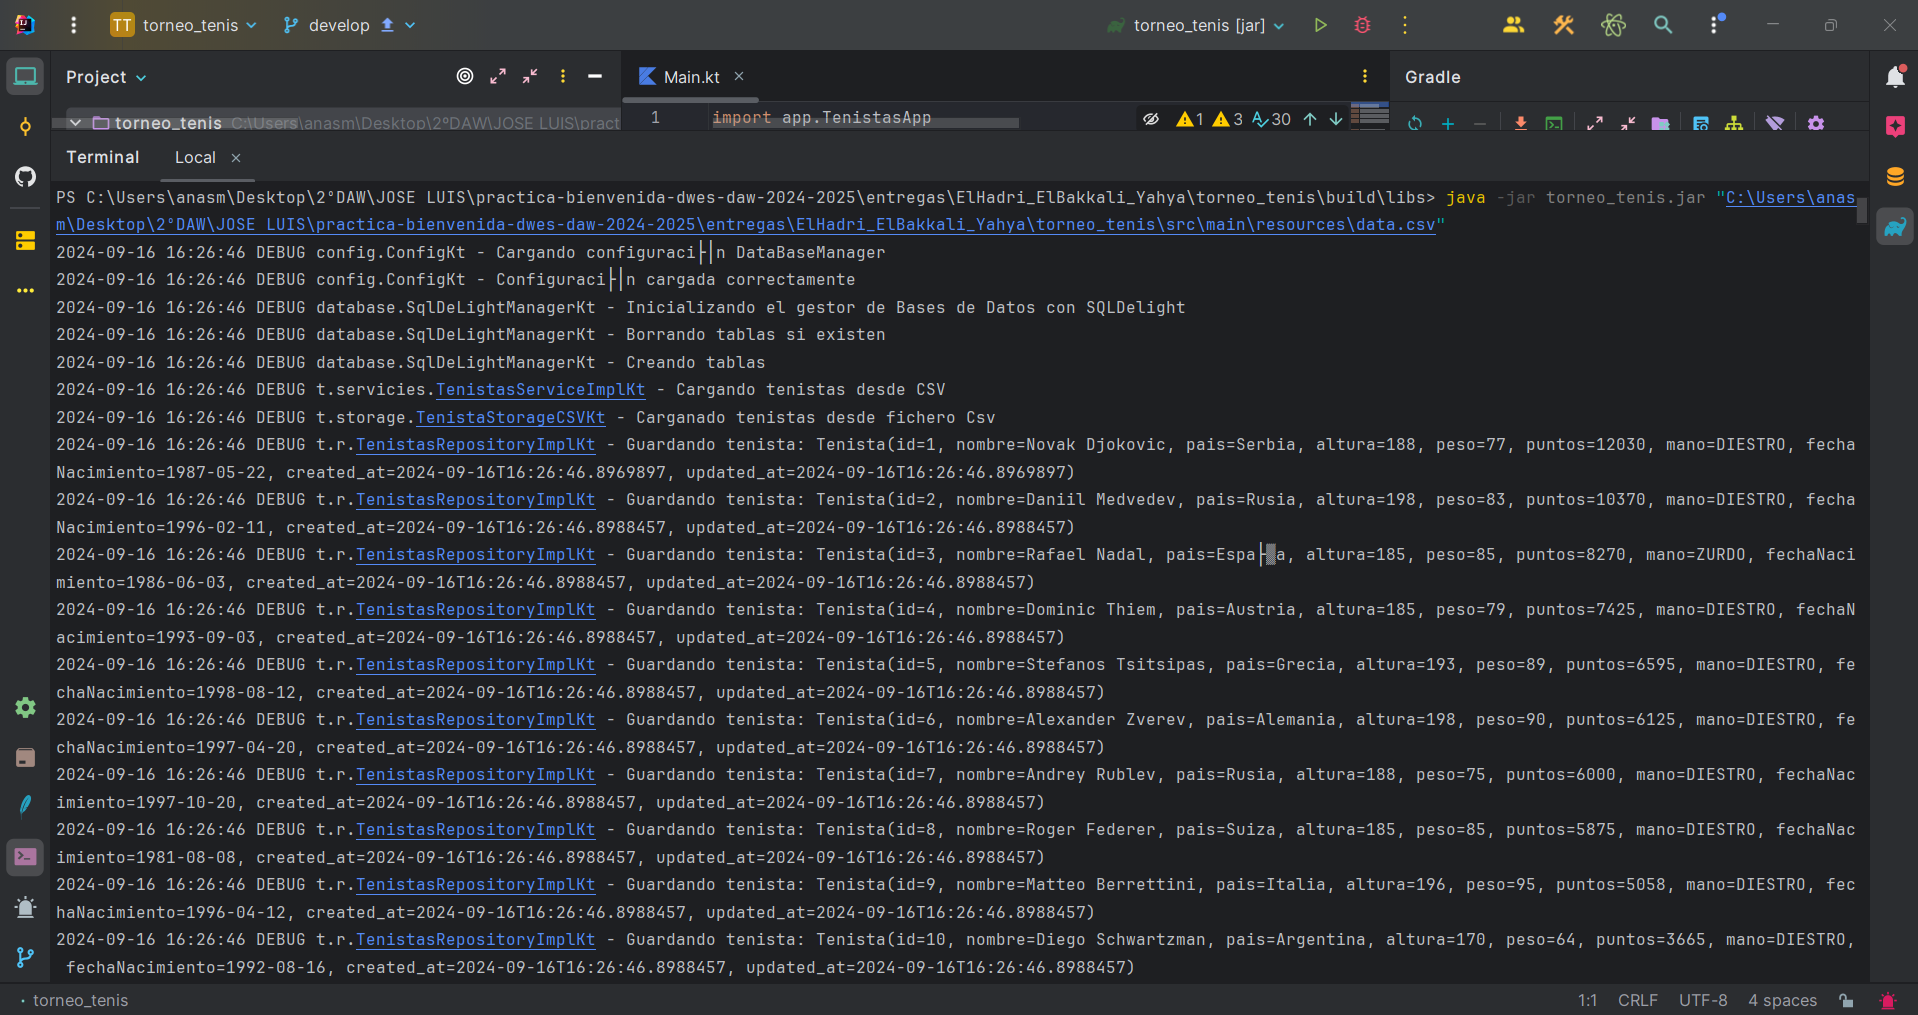 TT torneo_tenis develop torneo_tenis [jar]
Project Main.kt Gradle
torneo_tenis C:\Users\anasm\Desktop\2ºDAW\JOSE LUIS\pract 1 import app.TenistasApp 1 3 30
Terminal Local
PS C:\Users\anasm\Desktop\2ºDAW\JOSE LUIS\practica-bienvenida-dwes-daw-2024-2025\entregas\ElHadri_ElBakkali_Yahya\torneo_tenis\build\libs> java -jar torneo_tenis.jar "C:\Users\anas
m\Desktop\2ºDAW\JOSE LUIS\practica-bienvenida-dwes-daw-2024-2025\entregas\ElHadri_ElBakkali_Yahya\torneo_tenis\src\main\resources\data.csv"
2024-09-16 16:26:46 DEBUG config.ConfigKt - Cargando configuraci├│n DataBaseManager
2024-09-16 16:26:46 DEBUG config.ConfigKt - Configuraci├│n cargada correctamente
2024-09-16 16:26:46 DEBUG database.SqlDeLightManagerKt - Inicializando el gestor de Bases de Datos con SQLDelight
2024-09-16 16:26:46 DEBUG database.SqlDeLightManagerKt - Borrando tablas si existen
2024-09-16 16:26:46 DEBUG database.SqlDeLightManagerKt - Creando tablas
2024-09-16 16:26:46 DEBUG t.servicies.TenistasServiceImplKt - Cargando tenistas desde CSV
2024-09-16 16:26:46 DEBUG t.storage.TenistaStorageCSVKt - Carganado tenistas desde fichero Csv
2024-09-16 16:26:46 DEBUG t.r.TenistasRepositoryImplKt - Guardando tenista: Tenista(id=1, nombre=Novak Djokovic, pais=Serbia, altura=188, peso=77, puntos=12030, mano=DIESTRO, fecha
Nacimiento=1987-05-22, created_at=2024-09-16T16:26:46.8969897, updated_at=2024-09-16T16:26:46.8969897)
2024-09-16 16:26:46 DEBUG t.r.TenistasRepositoryImplKt - Guardando tenista: Tenista(id=2, nombre=Daniil Medvedev, pais=Rusia, altura=198, peso=83, puntos=10370, mano=DIESTRO, fecha
Nacimiento=1996-02-11, created_at=2024-09-16T16:26:46.8988457, updated_at=2024-09-16T16:26:46.8988457)
2024-09-16 16:26:46 DEBUG t.r.TenistasRepositoryImplKt - Guardando tenista: Tenista(id=3, nombre=Rafael Nadal, pais=Espa├▒a, altura=185, peso=85, puntos=8270, mano=ZURDO, fechaNaci
miento=1986-06-03, created_at=2024-09-16T16:26:46.8988457, updated_at=2024-09-16T16:26:46.8988457)
2024-09-16 16:26:46 DEBUG t.r.TenistasRepositoryImplKt - Guardando tenista: Tenista(id=4, nombre=Dominic Thiem, pais=Austria, altura=185, peso=79, puntos=7425, mano=DIESTRO, fechaN
acimiento=1993-09-03, created_at=2024-09-16T16:26:46.8988457, updated_at=2024-09-16T16:26:46.8988457)
2024-09-16 16:26:46 DEBUG t.r.TenistasRepositoryImplKt - Guardando tenista: Tenista(id=5, nombre=Stefanos Tsitsipas, pais=Grecia, altura=193, peso=89, puntos=6595, mano=DIESTRO, fe
chaNacimiento=1998-08-12, created_at=2024-09-16T16:26:46.8988457, updated_at=2024-09-16T16:26:46.8988457)
2024-09-16 16:26:46 DEBUG t.r.TenistasRepositoryImplKt - Guardando tenista: Tenista(id=6, nombre=Alexander Zverev, pais=Alemania, altura=198, peso=90, puntos=6125, mano=DIESTRO, fe
chaNacimiento=1997-04-20, created_at=2024-09-16T16:26:46.8988457, updated_at=2024-09-16T16:26:46.8988457)
2024-09-16 16:26:46 DEBUG t.r.TenistasRepositoryImplKt - Guardando tenista: Tenista(id=7, nombre=Andrey Rublev, pais=Rusia, altura=188, peso=75, puntos=6000, mano=DIESTRO, fechaNac
imiento=1997-10-20, created_at=2024-09-16T16:26:46.8988457, updated_at=2024-09-16T16:26:46.8988457)
2024-09-16 16:26:46 DEBUG t.r.TenistasRepositoryImplKt - Guardando tenista: Tenista(id=8, nombre=Roger Federer, pais=Suiza, altura=185, peso=85, puntos=5875, mano=DIESTRO, fechaNac
imiento=1981-08-08, created_at=2024-09-16T16:26:46.8988457, updated_at=2024-09-16T16:26:46.8988457)
2024-09-16 16:26:46 DEBUG t.r.TenistasRepositoryImplKt - Guardando tenista: Tenista(id=9, nombre=Matteo Berrettini, pais=Italia, altura=196, peso=95, puntos=5058, mano=DIESTRO, fec
haNacimiento=1996-04-12, created_at=2024-09-16T16:26:46.8988457, updated_at=2024-09-16T16:26:46.8988457)
2024-09-16 16:26:46 DEBUG t.r.TenistasRepositoryImplKt - Guardando tenista: Tenista(id=10, nombre=Diego Schwartzman, pais=Argentina, altura=170, peso=64, puntos=3665, mano=DIESTRO,
 fechaNacimiento=1992-08-16, created_at=2024-09-16T16:26:46.8988457, updated_at=2024-09-16T16:26:46.8988457)
torneo_tenis 1:1 CRLF UTF-8 4 spaces